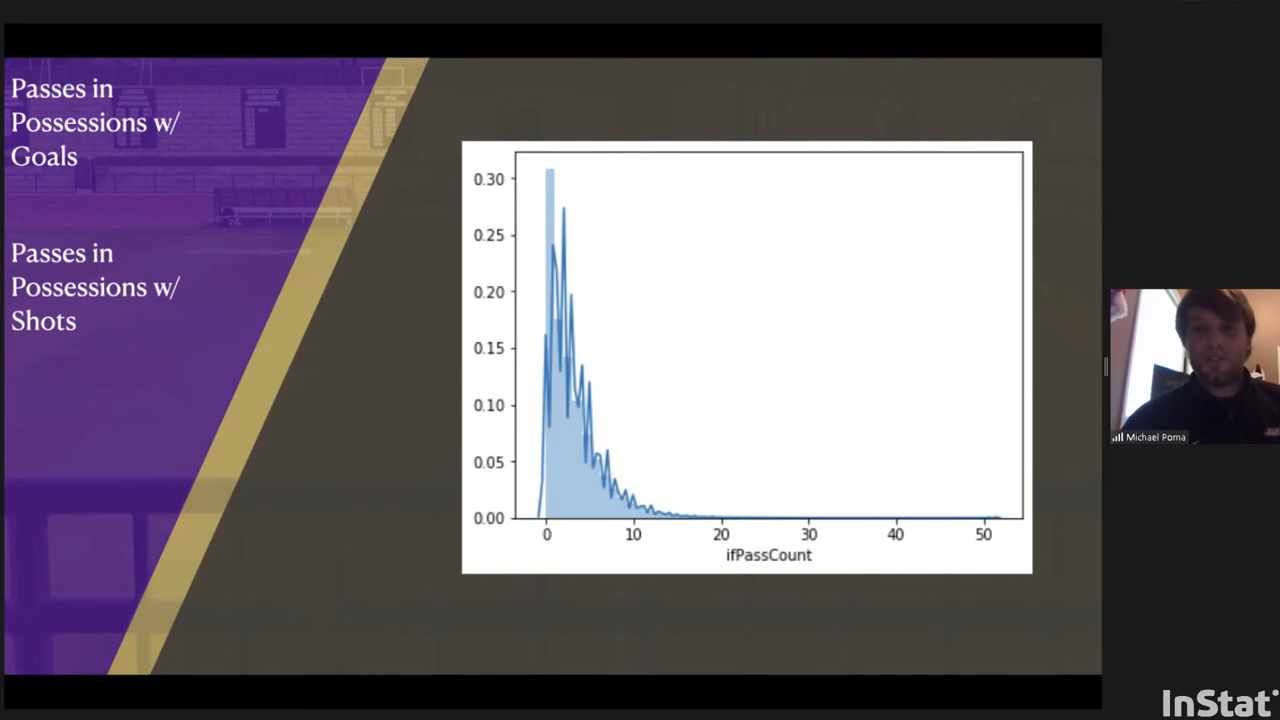 Passes in
Possessions w/
Goals
Passes in
Possessions w/
Shots
0.30
0.25
0.20
0.15
0.10
0.05
0.00
0 10 20 30 40 50
ifPassCount
Michael Poma
InStat